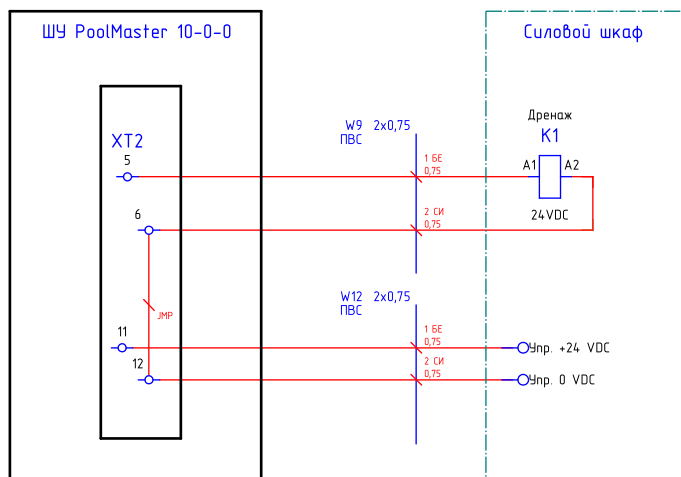 ШУ PoolMaster 10-0-0
Силовой шкаф
W9 2x0,75
ПВС
Дренаж
K1
XT2
5
1 БЕ
0,75
A1
A2
6
2 СИ
0,75
24VDC
W12 2x0,75
ПВС
JMP
11
1 БЕ
0,75
Упр. +24 VDC
12
2 СИ
0,75
Упр. 0 VDC